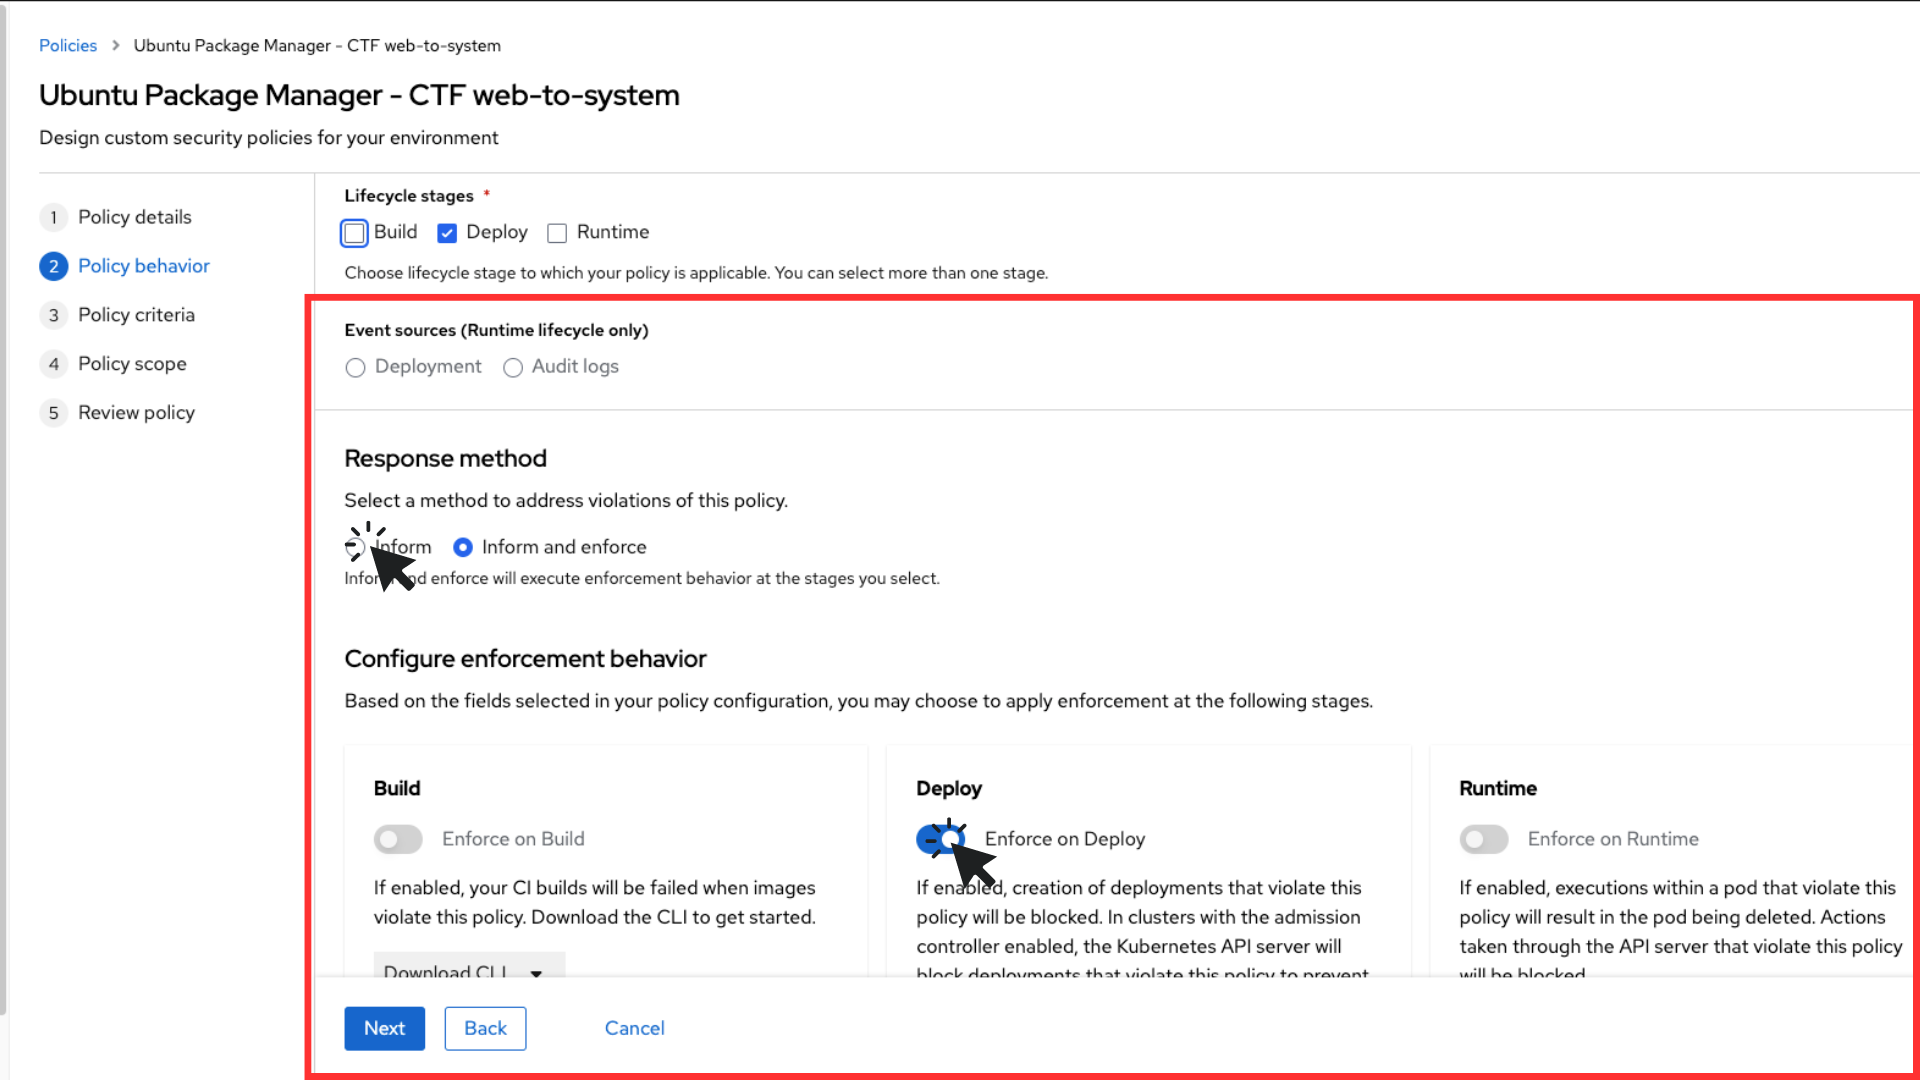 Policies > Ubuntu Package Manager - CTF web-to-system
Ubuntu Package Manager - CTF web-to-system
Design custom security policies for your environment
1 Policy details
2 Policy behavior
3 Policy criteria
4 Policy scope
5 Review policy
Lifecycle stages *
Build Deploy Runtime
Choose lifecycle stage to which your policy is applicable. You can select more than one stage.
Event sources (Runtime lifecycle only)
Deployment Audit logs
Response method
Select a method to address violations of this policy.
Inform Inform and enforce
Inform and enforce will execute enforcement behavior at the stages you select.
Configure enforcement behavior
Based on the fields selected in your policy configuration, you may choose to apply enforcement at the following stages.
Build
Enforce on Build
If enabled, your CI builds will be failed when images
violate this policy. Download the CLI to get started.
Download CLI
Deploy
Enforce on Deploy
If enabled, creation of deployments that violate this
policy will be blocked. In clusters with the admission
controller enabled, the Kubernetes API server will
block deployments that violate this policy to prevent
Runtime
Enforce on Runtime
If enabled, executions within a pod that violate this
policy will result in the pod being deleted. Actions
taken through the API server that violate this policy
will be blocked
Next Back Cancel